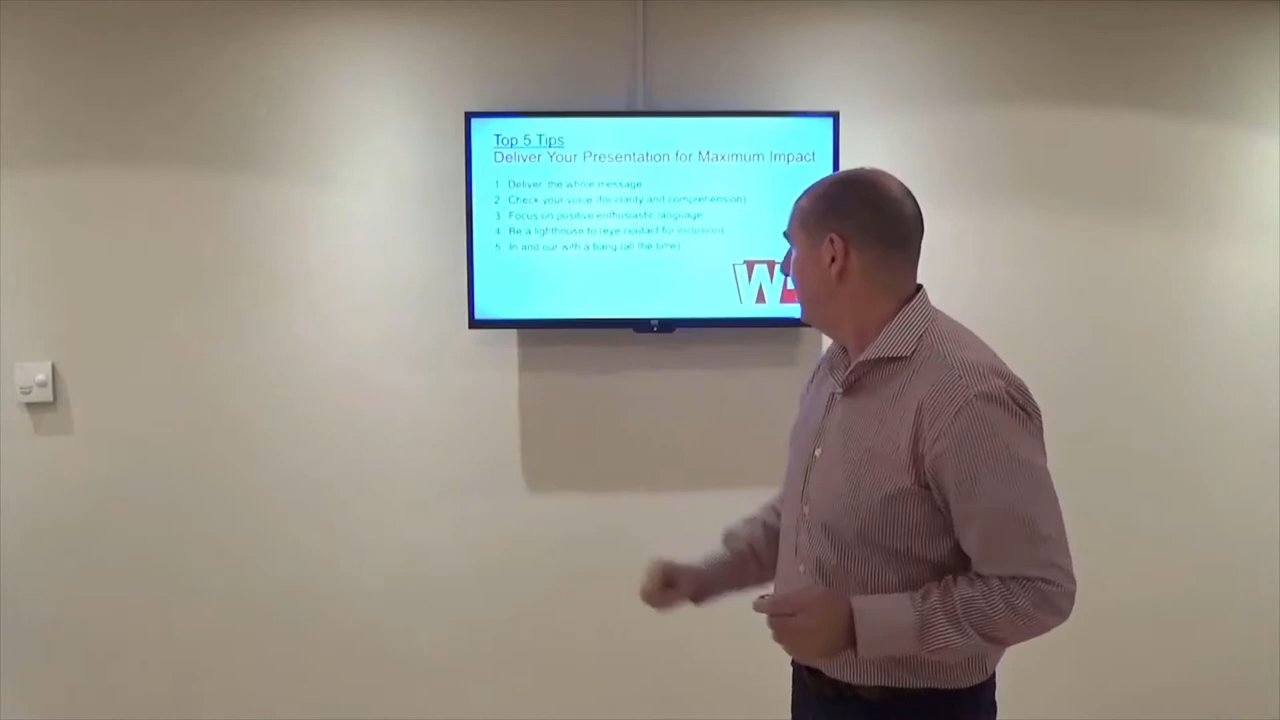 Top 5 Tips
Deliver Your Presentation for Maximum Impact
1 Deliver the whole message
2 Check your voice (for clarity and comprehension)
3 Focus on positive enthusiastic language
4 Be a lighthouse to (eye contact for inclusion)
5 In and our with a bang (all the time)
W